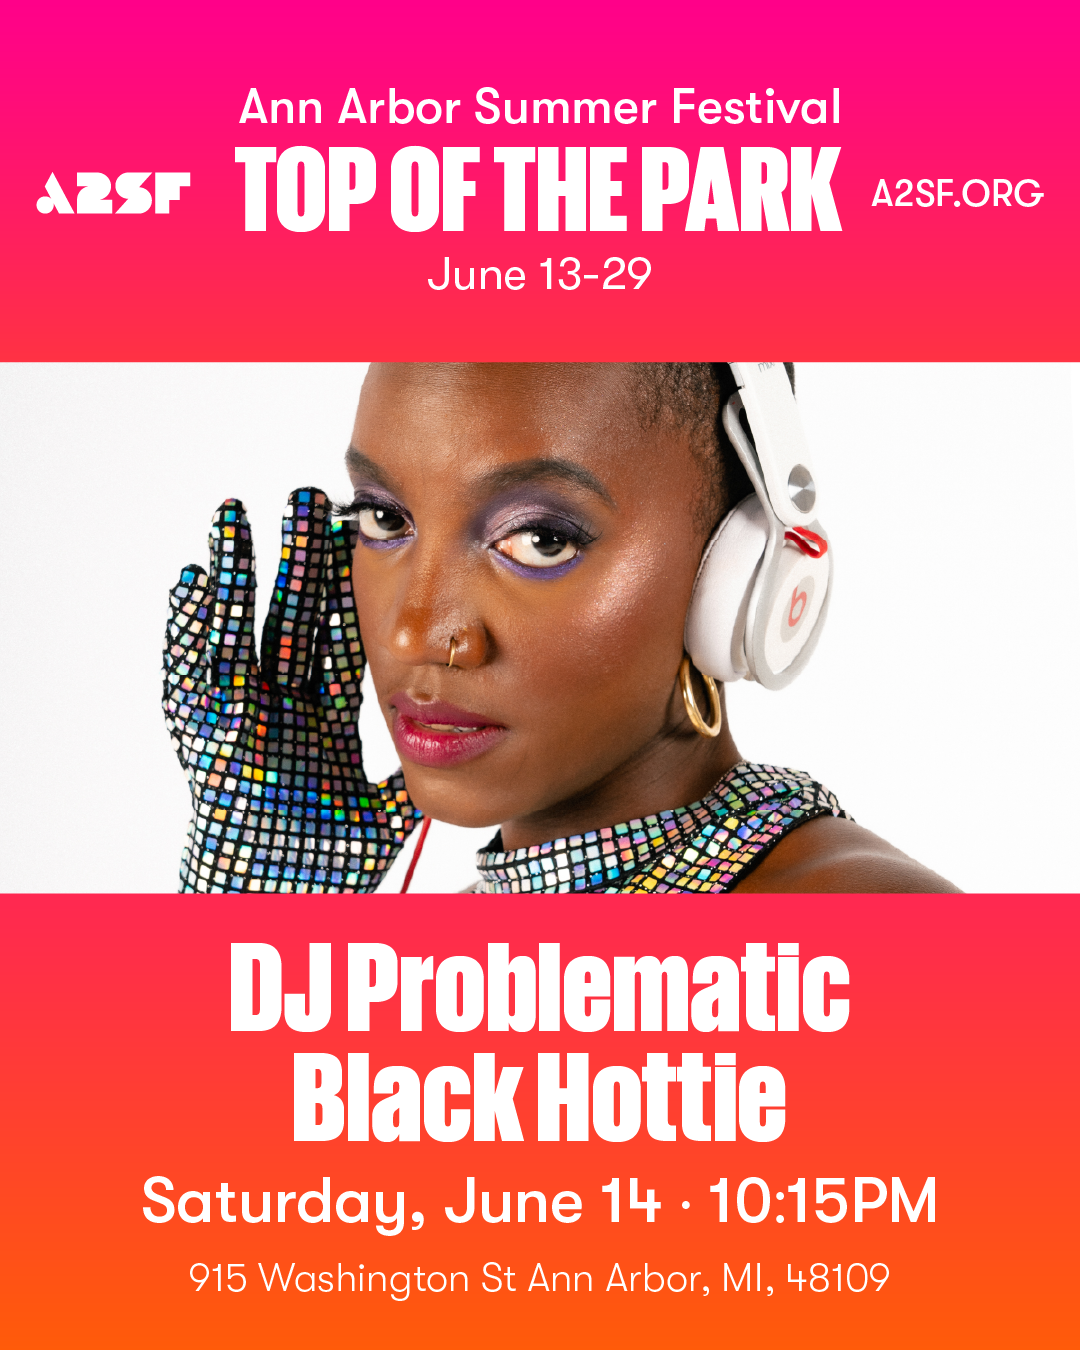 Ann Arbor Summer Festival
A2SF
TOP OF THE PARK
A2SF.ORG
June 13-29
b
DJ Problematic
Black Hottie
Saturday, June 14 · 10:15PM
915 Washington St Ann Arbor, MI, 48109